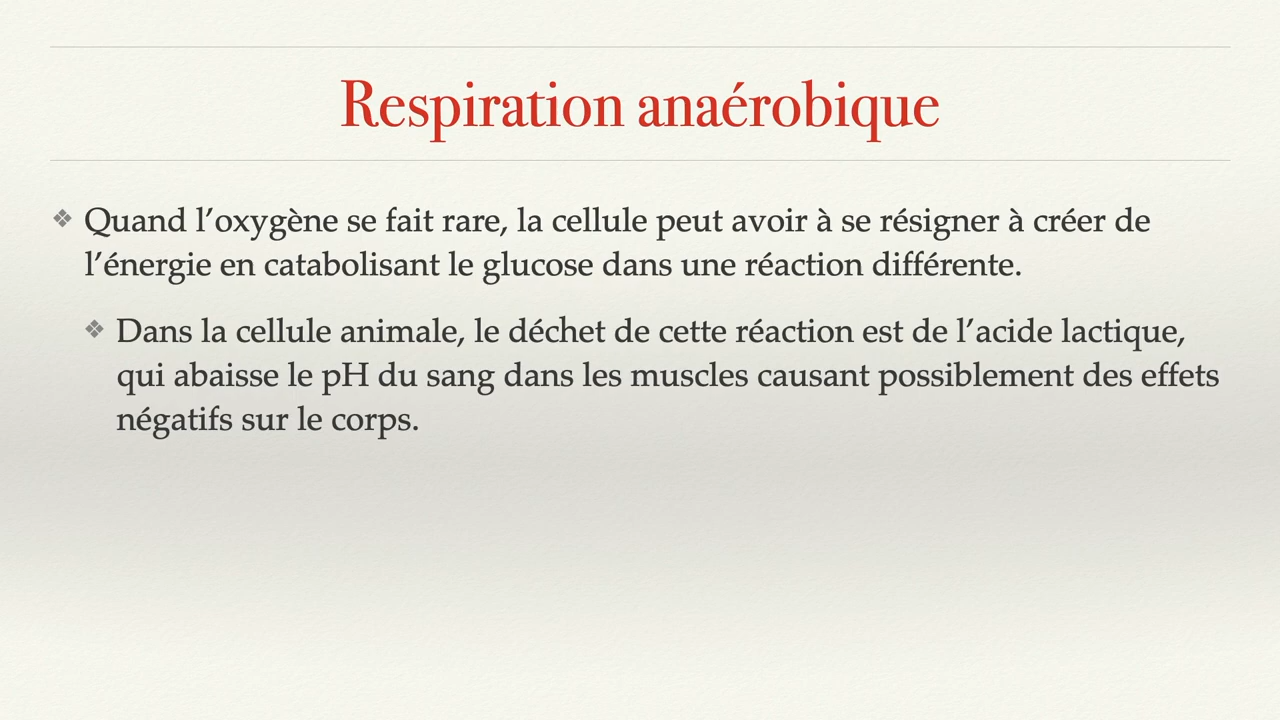 Respiration anaérobique
❖ Quand l’oxygène se fait rare, la cellule peut avoir à se résigner à créer de
l’énergie en catabolisant le glucose dans une réaction différente.
❖ Dans la cellule animale, le déchet de cette réaction est de l’acide lactique,
qui abaisse le pH du sang dans les muscles causant possiblement des effets
négatifs sur le corps.